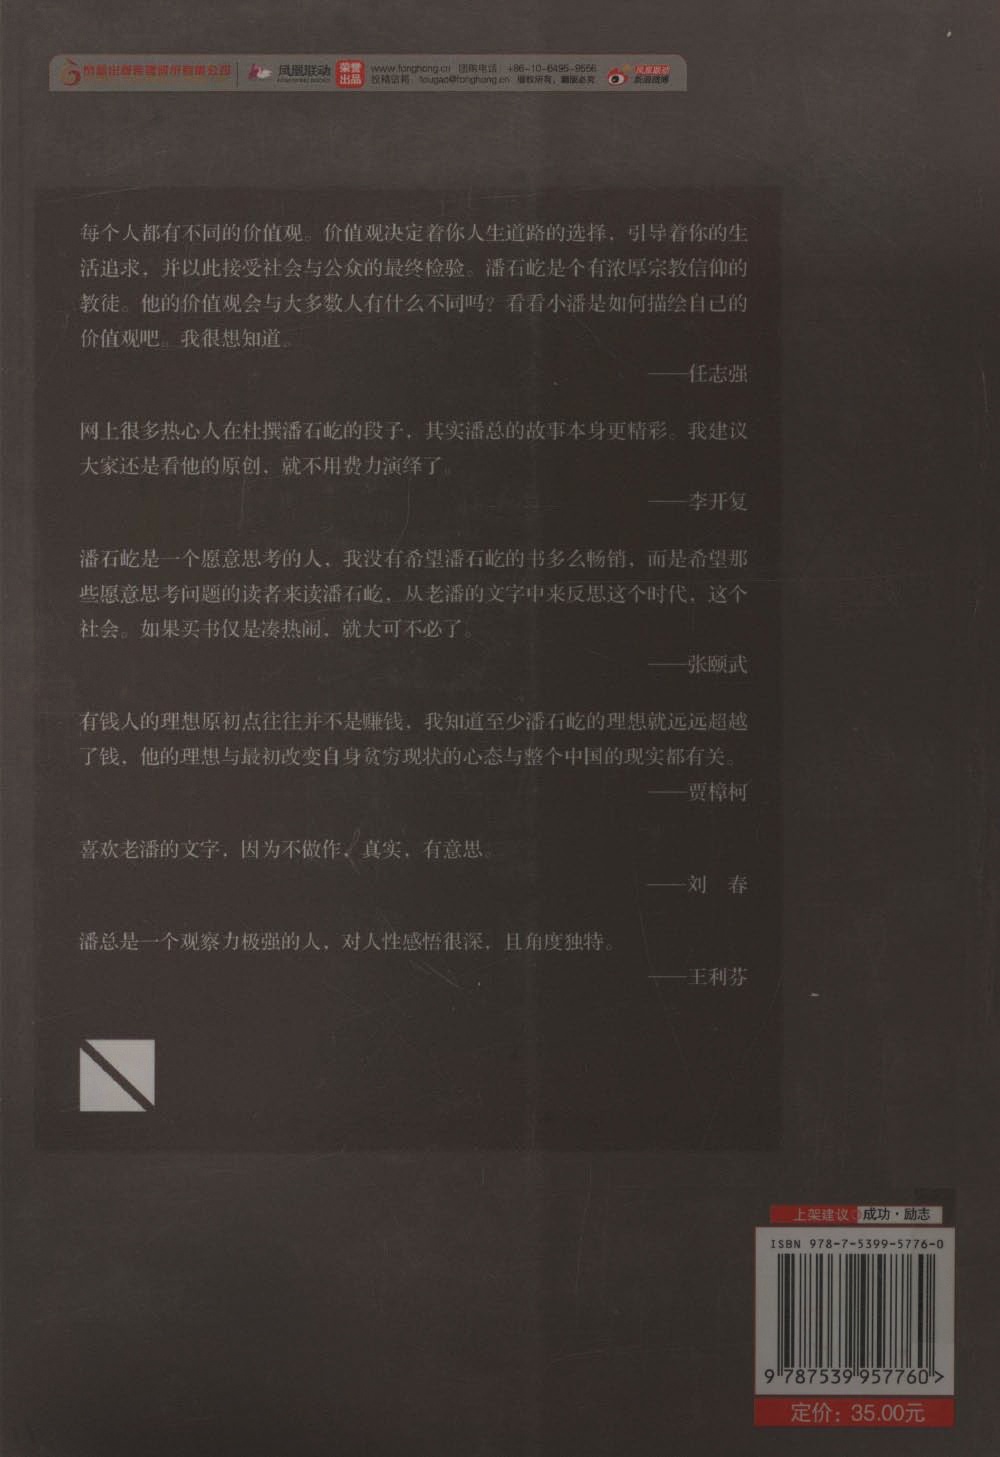 凤凰出版传媒股份有限公司
凤凰联动
荣誉出品
www.fonghong.cn 团购电话：+86-10-6495-9556
投稿信箱：tougao@fonghong.cn 版权所有，翻版必究
凤凰联动
新浪微博
每个人都有不同的价值观。价值观决定着你人生道路的选择，引导着你的生
活追求，并以此接受社会与公众的最终检验。潘石屹是个有浓厚宗教信仰的
教徒。他的价值观会与大多数人有什么不同吗？看看小潘是如何描绘自己的
价值观吧。我很想知道。
——任志强
网上很多热心人在杜撰潘石屹的段子，其实潘总的故事本身更精彩。我建议
大家还是看他的原创，就不用费力演绎了。
——李开复
潘石屹是一个愿意思考的人，我没有希望潘石屹的书多么畅销，而是希望那
些愿意思考问题的读者来读潘石屹，从老潘的文字中来反思这个时代，这个
社会。如果买书仅是凑热闹，就大可不必了。
——张颐武
有钱人的理想原初点往往并不是赚钱，我知道至少潘石屹的理想就远远超越
了钱，他的理想与最初改变自身贫穷现状的心态与整个中国的现实都有关。
——贾樟柯
喜欢老潘的文字，因为不做作，真实，有意思。
——刘　春
潘总是一个观察力极强的人，对人性感悟很深，且角度独特。
——王利芬
上架建议 成功·励志
ISBN 978-7-5399-5776-0
9 787539 957760 >
定价：35.00元